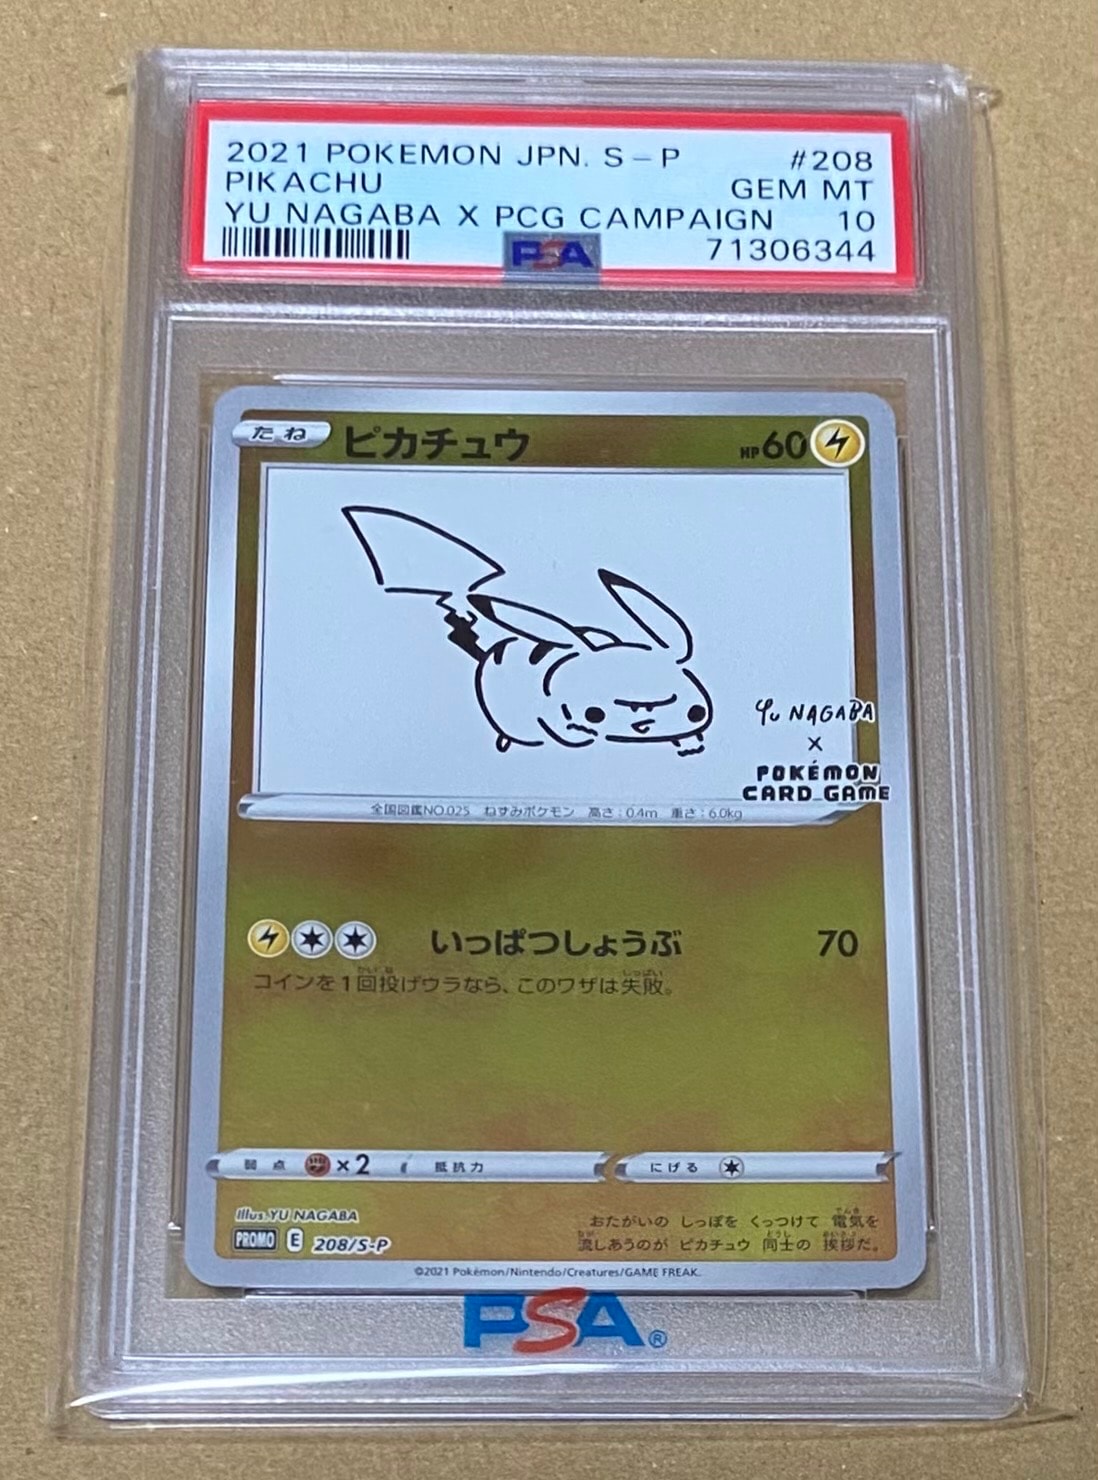 2021 POKEMON JPN. S-P #208
PIKACHU GEM MT
YU NAGABA X PCG CAMPAIGN 10
71306344
PSA
たね ピカチュウ HP60
YU NAGABA
X
POKÉMON
CARD GAME
全国図鑑NO.025 ねずみポケモン 高さ:0.4m 重さ:6.0kg
いっぱつしょうぶ 70
コインを1回投げウラなら、このワザは失敗。
弱点 ×2 抵抗力 にげる
Illus. YU NAGABA
PROMO E 208/S-P
おたがいの しっぽを くっつけて 電気を
流しあうのが ピカチュウ 同士の 挨拶だ。
©2021 Pokémon/Nintendo/Creatures/GAME FREAK.
PSA®